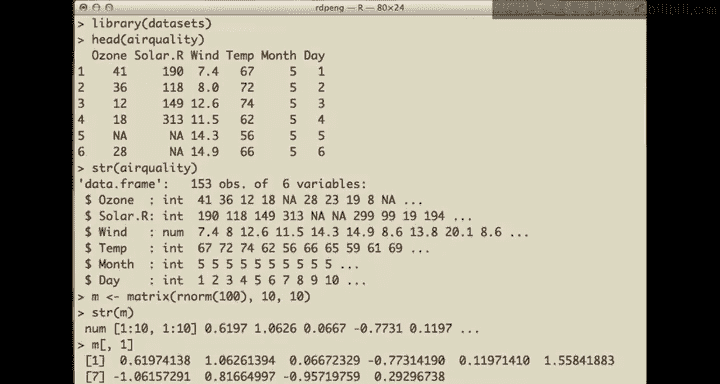 rdpeng — R — 80×24
> library(datasets)
> head(airquality)
  Ozone Solar.R Wind Temp Month Day
1    41     190  7.4   67     5   1
2    36     118  8.0   72     5   2
3    12     149 12.6   74     5   3
4    18     313 11.5   62     5   4
5    NA      NA 14.3   56     5   5
6    28      NA 14.9   66     5   6
> str(airquality)
'data.frame':   153 obs. of  6 variables:
 $ Ozone  : int  41 36 12 18 NA 28 23 19 8 NA ...
 $ Solar.R: int  190 118 149 313 NA NA 299 99 19 194 ...
 $ Wind   : num  7.4 8 12.6 11.5 14.3 14.9 8.6 13.8 20.1 8.6 ...
 $ Temp   : int  67 72 74 62 56 66 65 59 61 69 ...
 $ Month  : int  5 5 5 5 5 5 5 5 5 5 ...
 $ Day    : int  1 2 3 4 5 6 7 8 9 10 ...
> m <- matrix(rnorm(100), 10, 10)
> str(m)
 num [1:10, 1:10] 0.6197 1.0626 0.0667 -0.7731 0.1197 ...
> m[, 1]
 [1]  0.61974138  1.06261394  0.06672329 -0.77314190  0.11971410  1.55841883
 [7] -1.06157291  0.81664997 -0.95719759  0.29296738